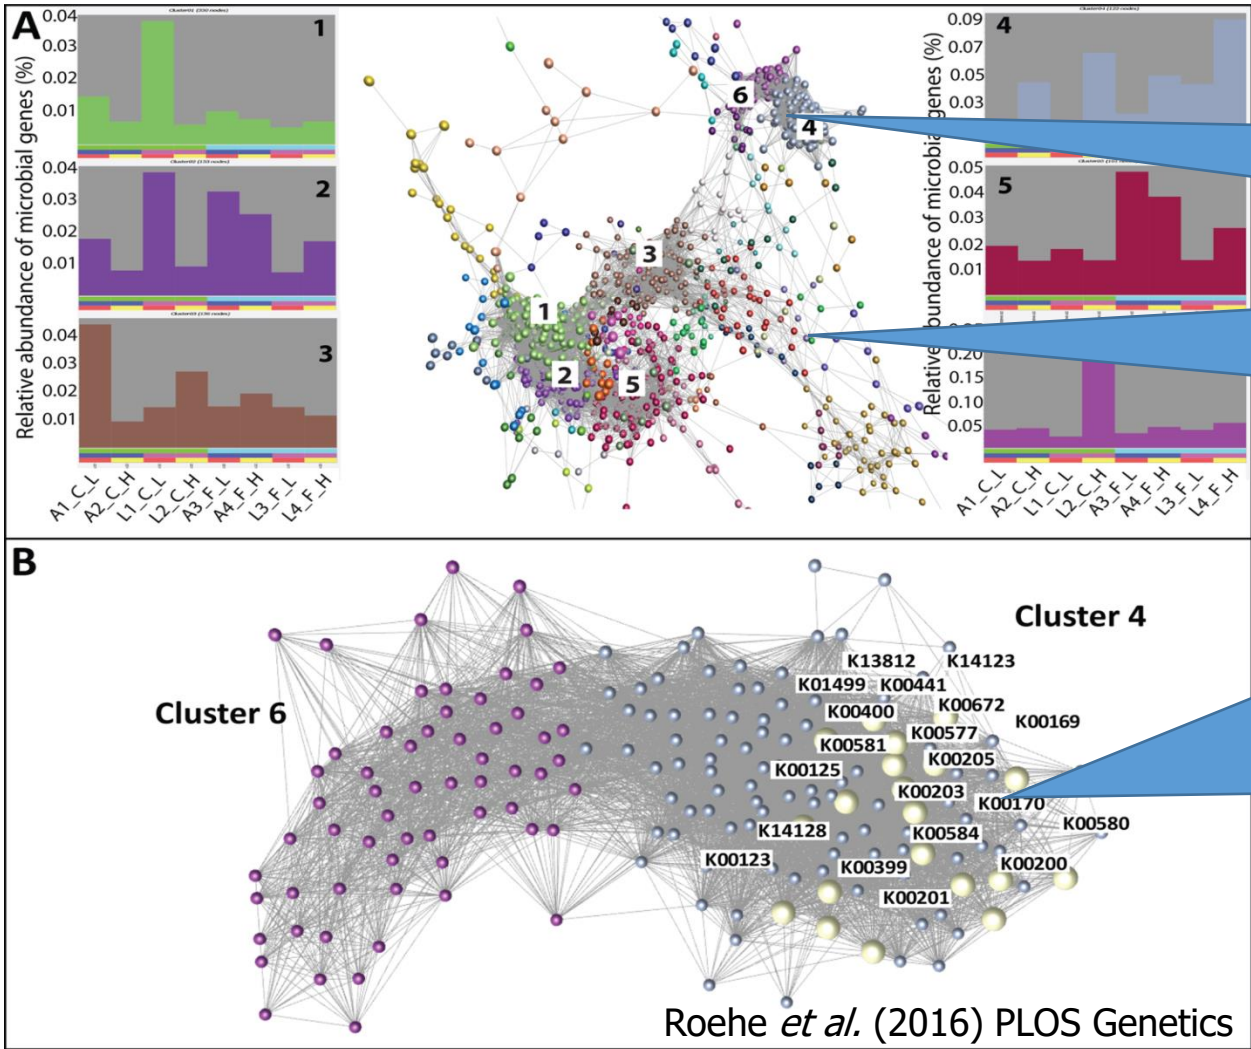 A
Relative abundance of microbial genes (%)
0.04
0.03
0.02
0.01
1
0.04
0.03
0.02
0.01
2
0.04
0.03
0.02
0.01
3
A1_C_L
A2_C_H
L1_C_L
L2_C_H
A3_F_L
A4_F_H
L3_F_L
L4_F_H
6
4
3
1
2
5
Relative abundance of microbial genes (%)
0.09
0.07
0.05
0.03
4
0.05
0.04
0.03
0.02
0.01
5
0.20
0.15
0.10
0.05
A1_C_L
A2_C_H
L1_C_L
L2_C_H
A3_F_L
A4_F_H
L3_F_L
L4_F_H
B
Cluster 6
Cluster 4
K13812
K14123
K01499
K00441
K00400
K00672
K00169
K00581
K00577
K00125
K00205
K00203
K00170
K14128
K00584
K00580
K00123
K00399
K00200
K00201
Roehe et al. (2016) PLOS Genetics